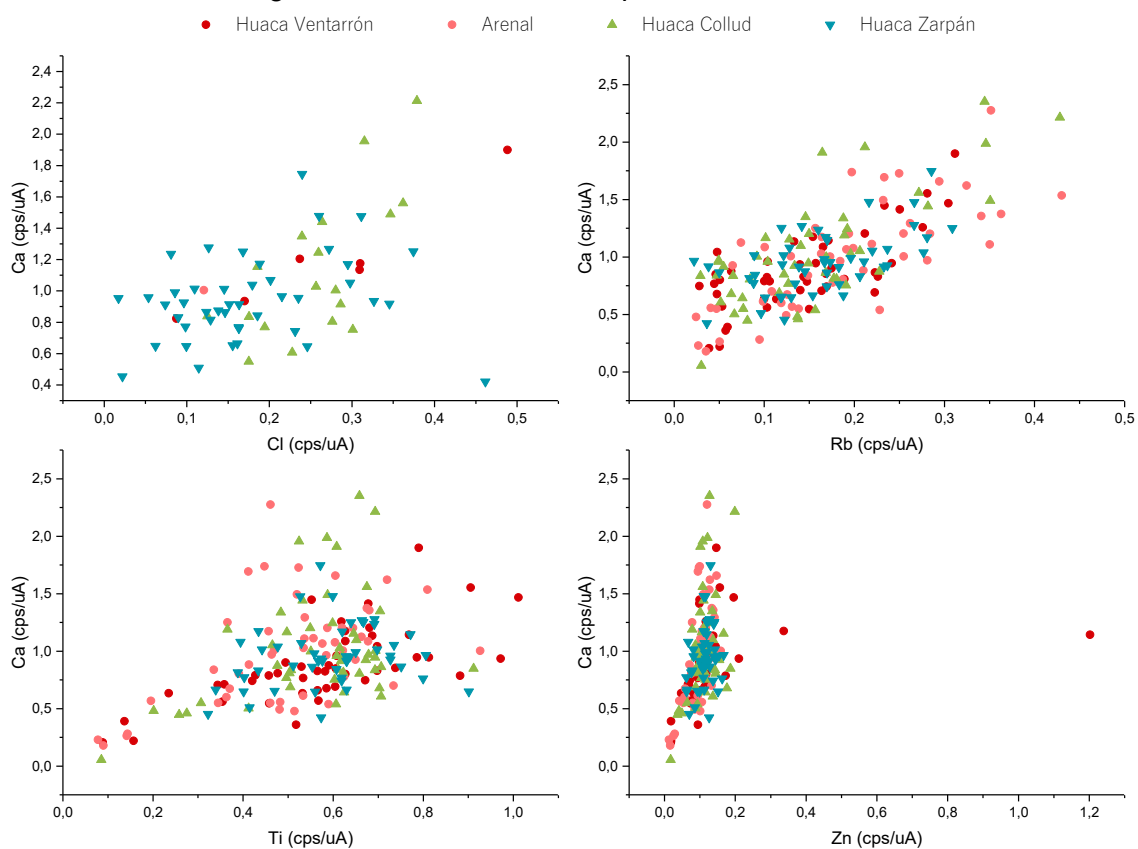 Huaca Ventarrón Arenal Huaca Collud Huaca Zarpán
2,4
2,2
2,0
1,8
1,6
1,4
1,2
1,0
0,8
0,6
0,4
Ca (cps/uA)
0,0 0,1 0,2 0,3 0,4 0,5
Cl (cps/uA)
2,5
2,0
1,5
1,0
0,5
0,0
Ca (cps/uA)
0,0 0,1 0,2 0,3 0,4 0,5
Rb (cps/uA)
2,5
2,0
1,5
1,0
0,5
0,0
Ca (cps/uA)
0,0 0,2 0,4 0,6 0,8 1,0
Ti (cps/uA)
2,5
2,0
1,5
1,0
0,5
0,0
Ca (cps/uA)
0,0 0,2 0,4 0,6 0,8 1,0 1,2
Zn (cps/uA)